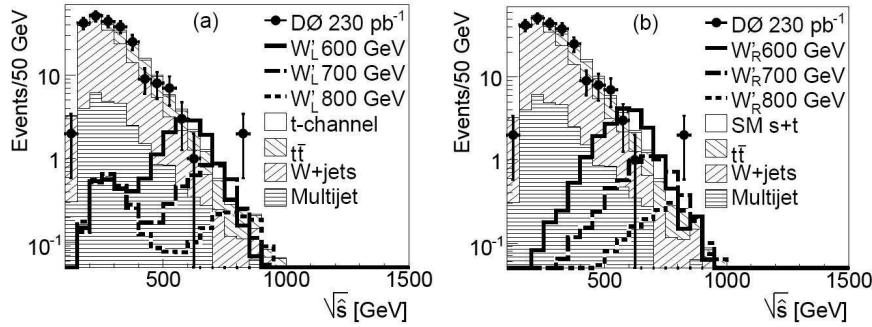 (a)
DØ 230 pb⁻¹
W'L 600 GeV
W'L 700 GeV
W'L 800 GeV
t-channel
tt̄
W+jets
Multijet
Events/50 GeV
10
1
10⁻¹
500 1000 1500
√ŝ [GeV]
(b)
DØ 230 pb⁻¹
W'R 600 GeV
W'R 700 GeV
W'R 800 GeV
SM s+t
tt̄
W+jets
Multijet
Events/50 GeV
10
1
10⁻¹
500 1000 1500
√ŝ [GeV]